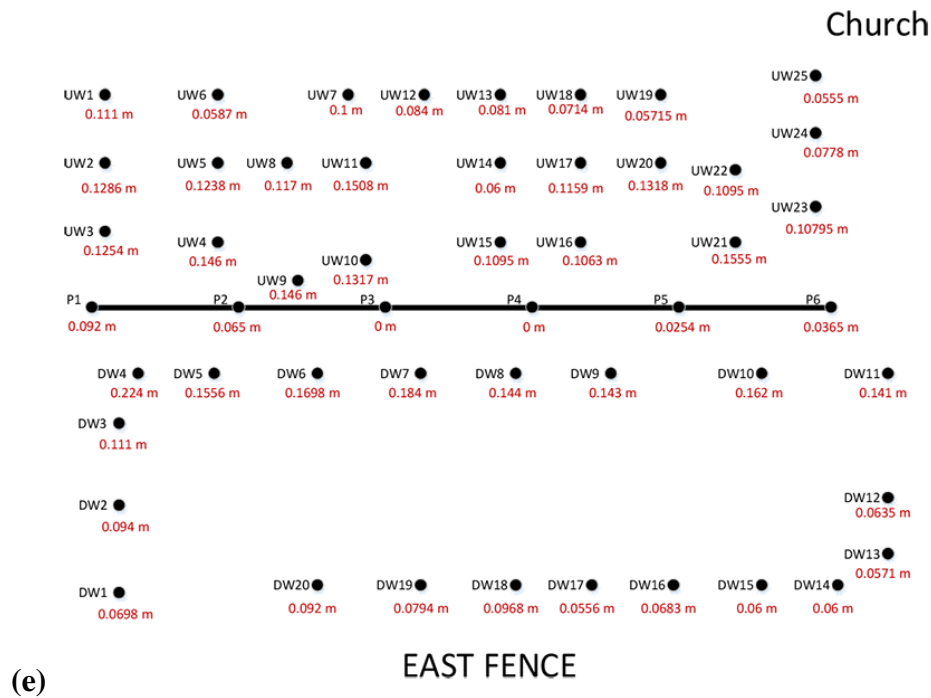 Church
UW25
0.0555 m
UW1 UW6 UW7 UW12 UW13 UW18 UW19
0.111 m 0.0587 m 0.1 m 0.084 m 0.081 m 0.0714 m 0.05715 m
UW24
0.0778 m
UW2 UW5 UW8 UW11 UW14 UW17 UW20
UW22
0.1286 m 0.1238 m 0.117 m 0.1508 m 0.06 m 0.1159 m 0.1318 m
0.1095 m
UW23
0.10795 m
UW3 UW4 UW15 UW16 UW21
0.1254 m 0.146 m 0.1095 m 0.1063 m 0.1555 m
UW10
0.1317 m
UW9
0.146 m
P1 P2 P3 P4 P5 P6
0.092 m 0.065 m 0 m 0 m 0.0254 m 0.0365 m
DW4 DW5 DW6 DW7 DW8 DW9 DW10 DW11
0.224 m 0.1556 m 0.1698 m 0.184 m 0.144 m 0.143 m 0.162 m 0.141 m
DW3
0.111 m
DW12
0.0635 m
DW2
0.094 m
DW13
0.0571 m
DW1 DW20 DW19 DW18 DW17 DW16 DW15 DW14
0.0698 m 0.092 m 0.0794 m 0.0968 m 0.0556 m 0.0683 m 0.06 m 0.06 m
EAST FENCE
(e)